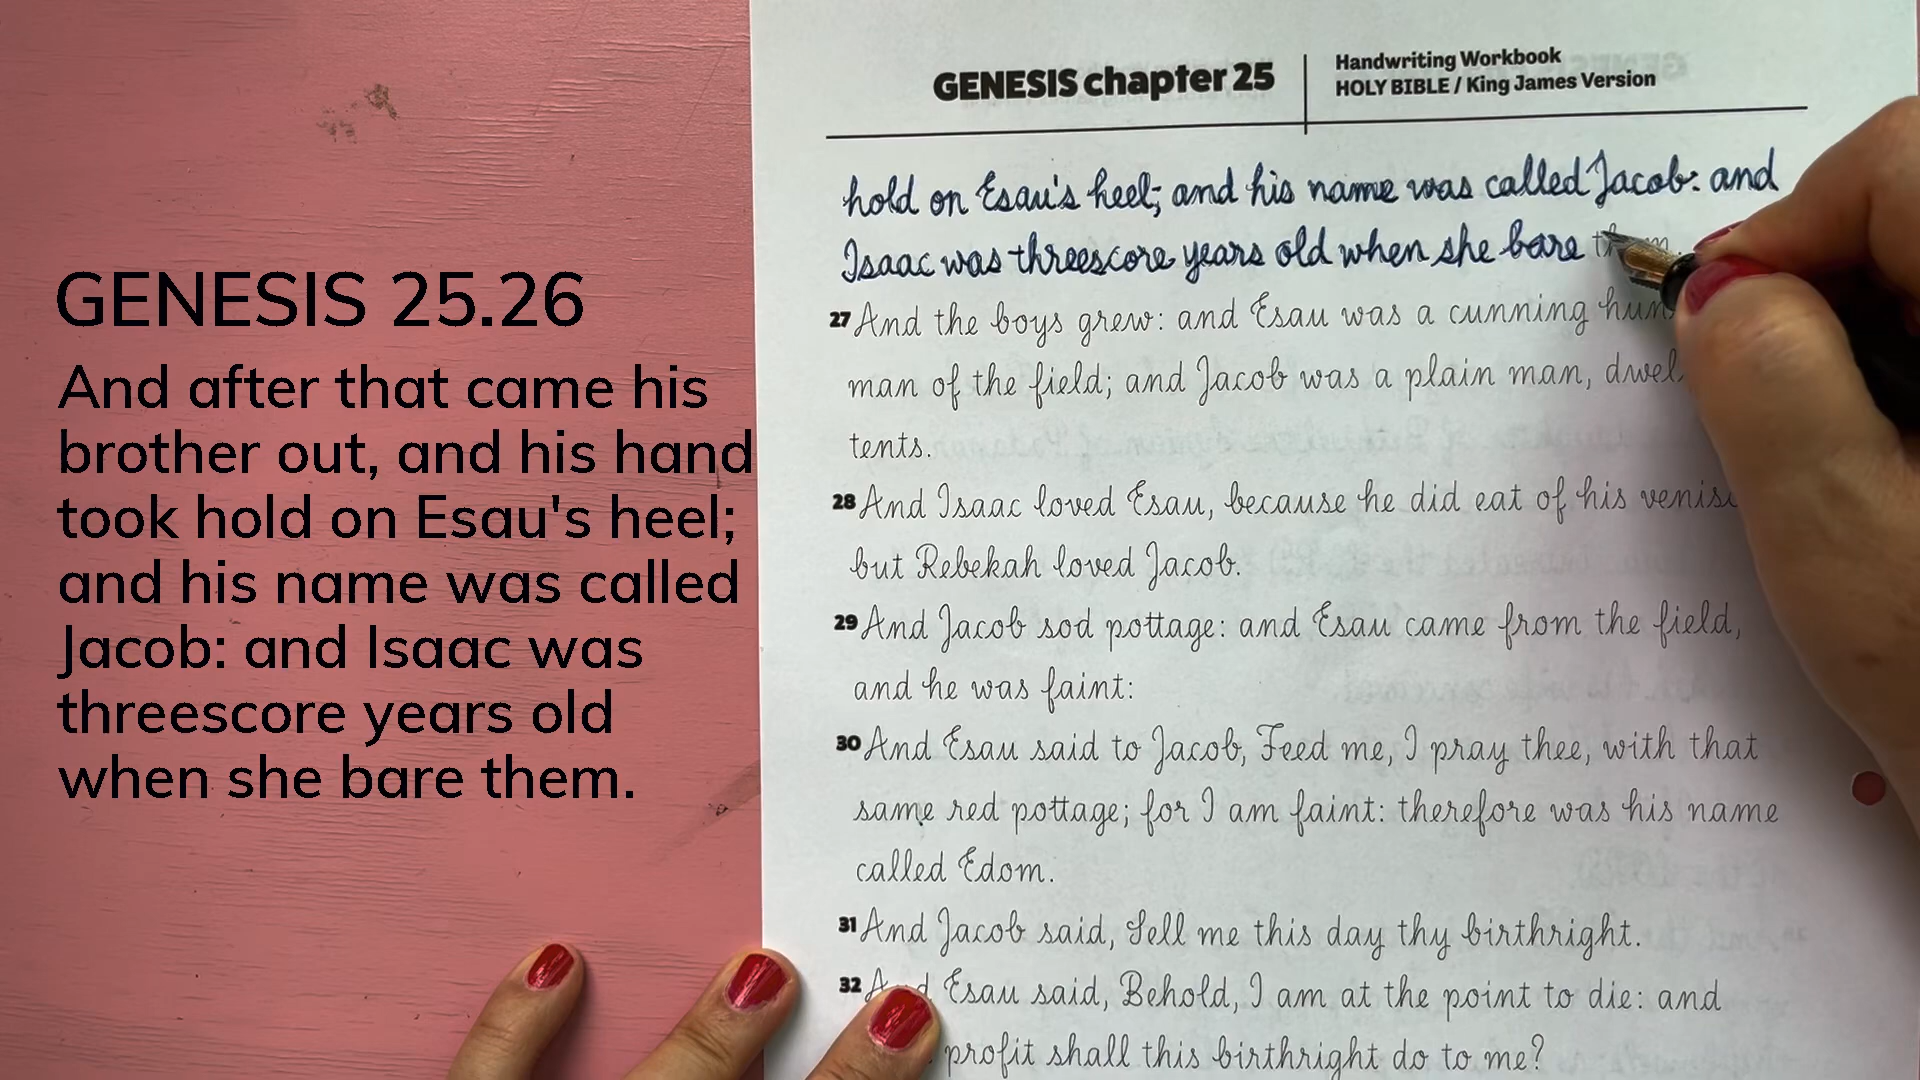 GENESIS 25.26
And after that came his
brother out, and his hand
took hold on Esau's heel;
and his name was called
Jacob: and Isaac was
threescore years old
when she bare them.
GENESIS chapter 25
Handwriting Workbook
HOLY BIBLE / King James Version
hold on Esau's heel; and his name was called Jacob: and
Isaac was threescore years old when she bare
27 And the boys grew: and Esau was a cunning
man of the field; and Jacob was a plain man,
tents.
28 And Isaac loved Esau, because he did eat of his
but Rebekah loved Jacob.
29 And Jacob sod pottage: and Esau came from the field,
and he was faint:
30 And Esau said to Jacob, Feed me, I pray thee, with that
same red pottage; for I am faint: therefore was his name
called Edom.
31 And Jacob said, Sell me this day thy birthright.
32 And Esau said, Behold, I am at the point to die: and
profit shall this birthright do to me?